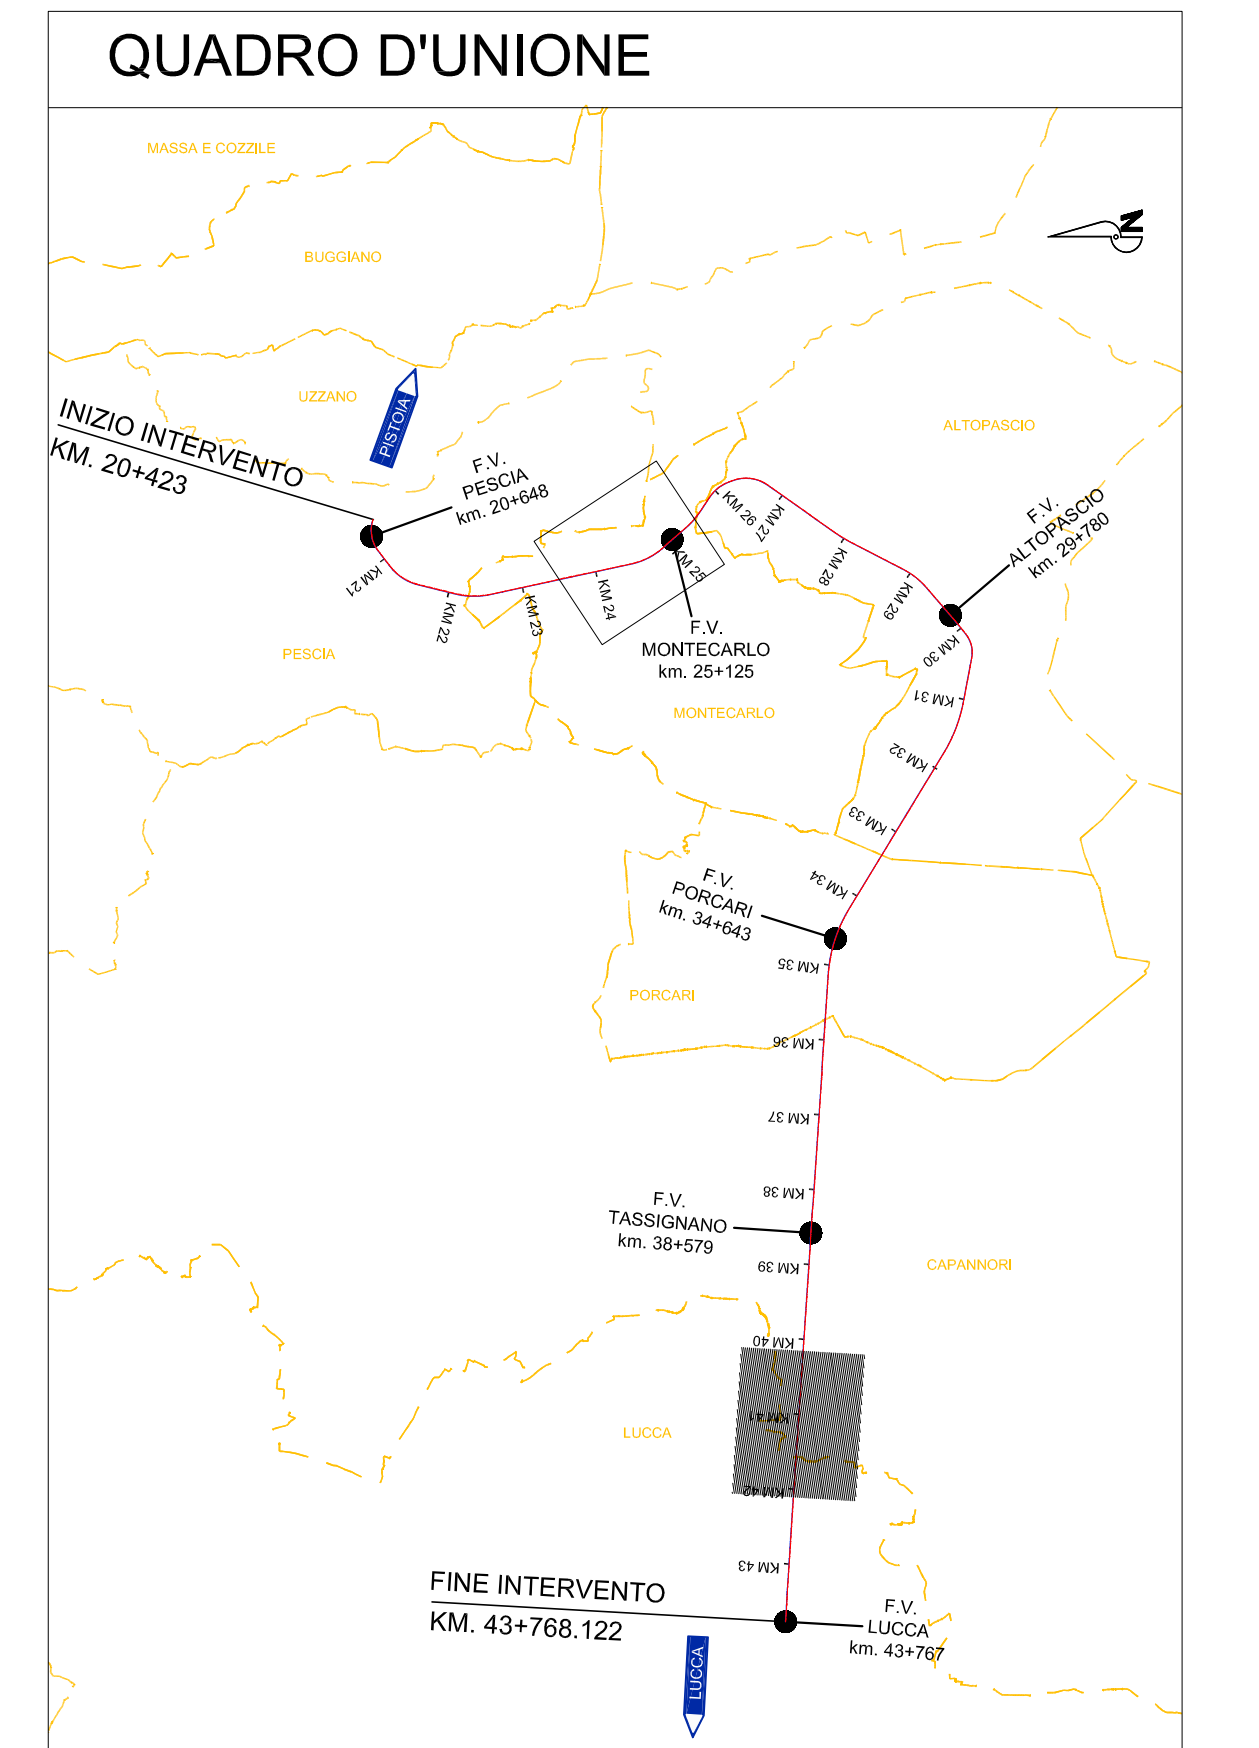 QUADRO D'UNIONE
MASSA E COZZILE
N
BUGGIANO
UZZANO
PISTOIA
ALTOPASCIO
INIZIO INTERVENTO
KM. 20+423
F.V.
PESCIA
km. 20+648
F.V.
ALTOPASCIO
km. 29+780
KM 21
KM 22
KM 23
KM 24
KM 25
KM 26
KM 27
KM 28
KM 29
KM 30
F.V.
MONTECARLO
km. 25+125
PESCIA
MONTECARLO
KM 31
KM 32
KM 33
KM 34
F.V.
PORCARI
km. 34+643
KM 35
PORCARI
KM 36
KM 37
KM 38
F.V.
TASSIGNANO
km. 38+579
KM 39
CAPANNORI
KM 40
KM 41
LUCCA
KM 42
KM 43
FINE INTERVENTO
KM. 43+768.122
F.V.
LUCCA
km. 43+767
LUCCA